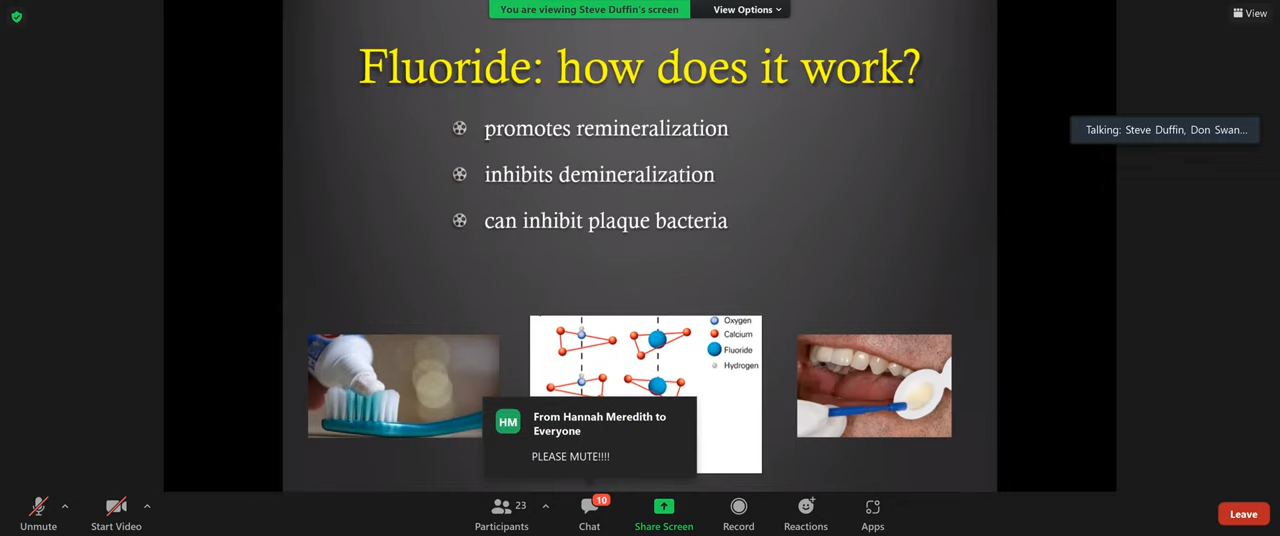 You are viewing Steve Duffin's screen
View Options
View
Fluoride: how does it work?
promotes remineralization
inhibits demineralization
can inhibit plaque bacteria
Talking: Steve Duffin, Don Swan...
Oxygen
Calcium
Fluoride
Hydrogen
HM
From Hannah Meredith to
Everyone
PLEASE MUTE!!!!
Unmute
Start Video
23
Participants
10
Chat
Share Screen
Record
Reactions
Apps
Leave